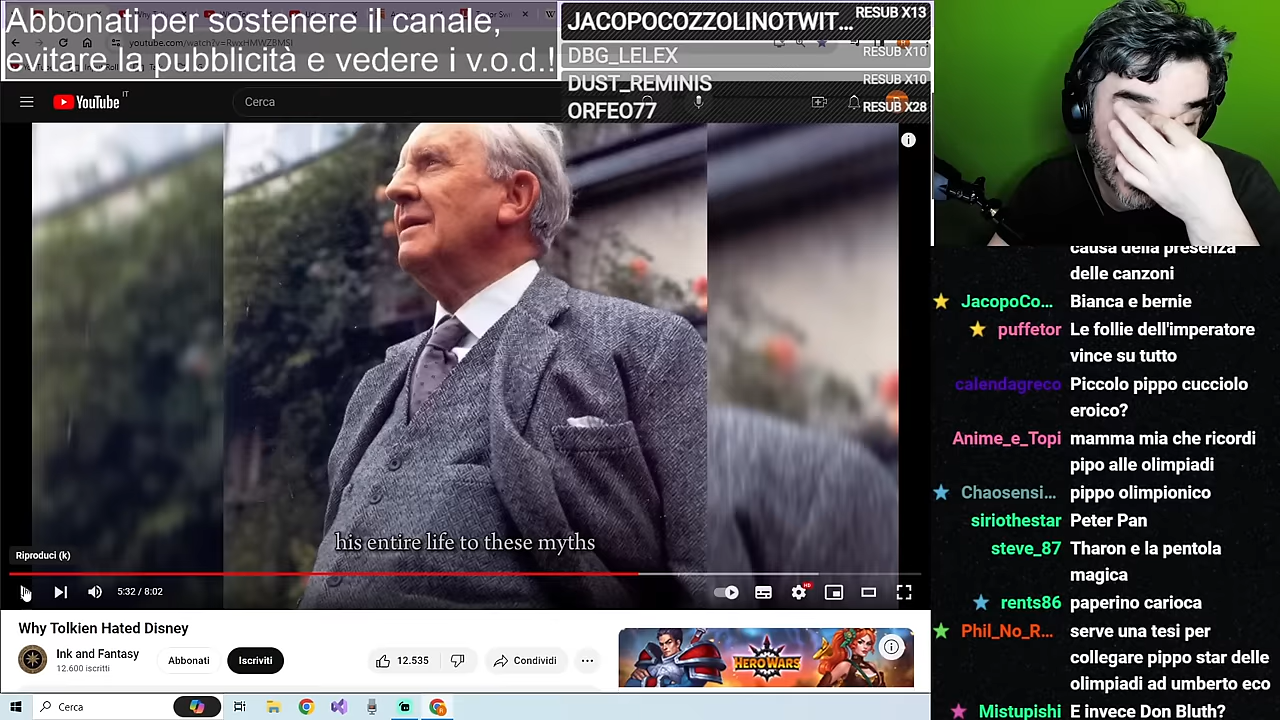 Abbonati per sostenere il canale,
evitare la pubblicità e vedere i v.o.d.!
JACOPOCOZZOLINOTWIT... RESUB X13
DBG_LELEX RESUB X10
DUST_REMINIS RESUB X10
ORFEO77 RESUB X28
YouTube IT
Cerca
his entire life to these myths
Riproduci (k)
5:32 / 8:02
HD
Why Tolkien Hated Disney
Ink and Fantasy
12.600 iscritti
Abbonati
Iscriviti
12.535
Condividi
HERO WARS
Cerca
causa della presenza
delle canzoni
JacopoCo... Bianca e bernie
puffetor Le follie dell'imperatore
vince su tutto
calendagreco Piccolo pippo cucciolo
eroico?
Anime_e_Topi mamma mia che ricordi
pipo alle olimpiadi
Chaosensi... pippo olimpionico
siriothestar Peter Pan
steve_87 Tharon e la pentola
magica
rents86 paperino carioca
Phil_No_R... serve una tesi per
collegare pippo star delle
olimpiadi ad umberto eco
Mistupishi E invece Don Bluth?